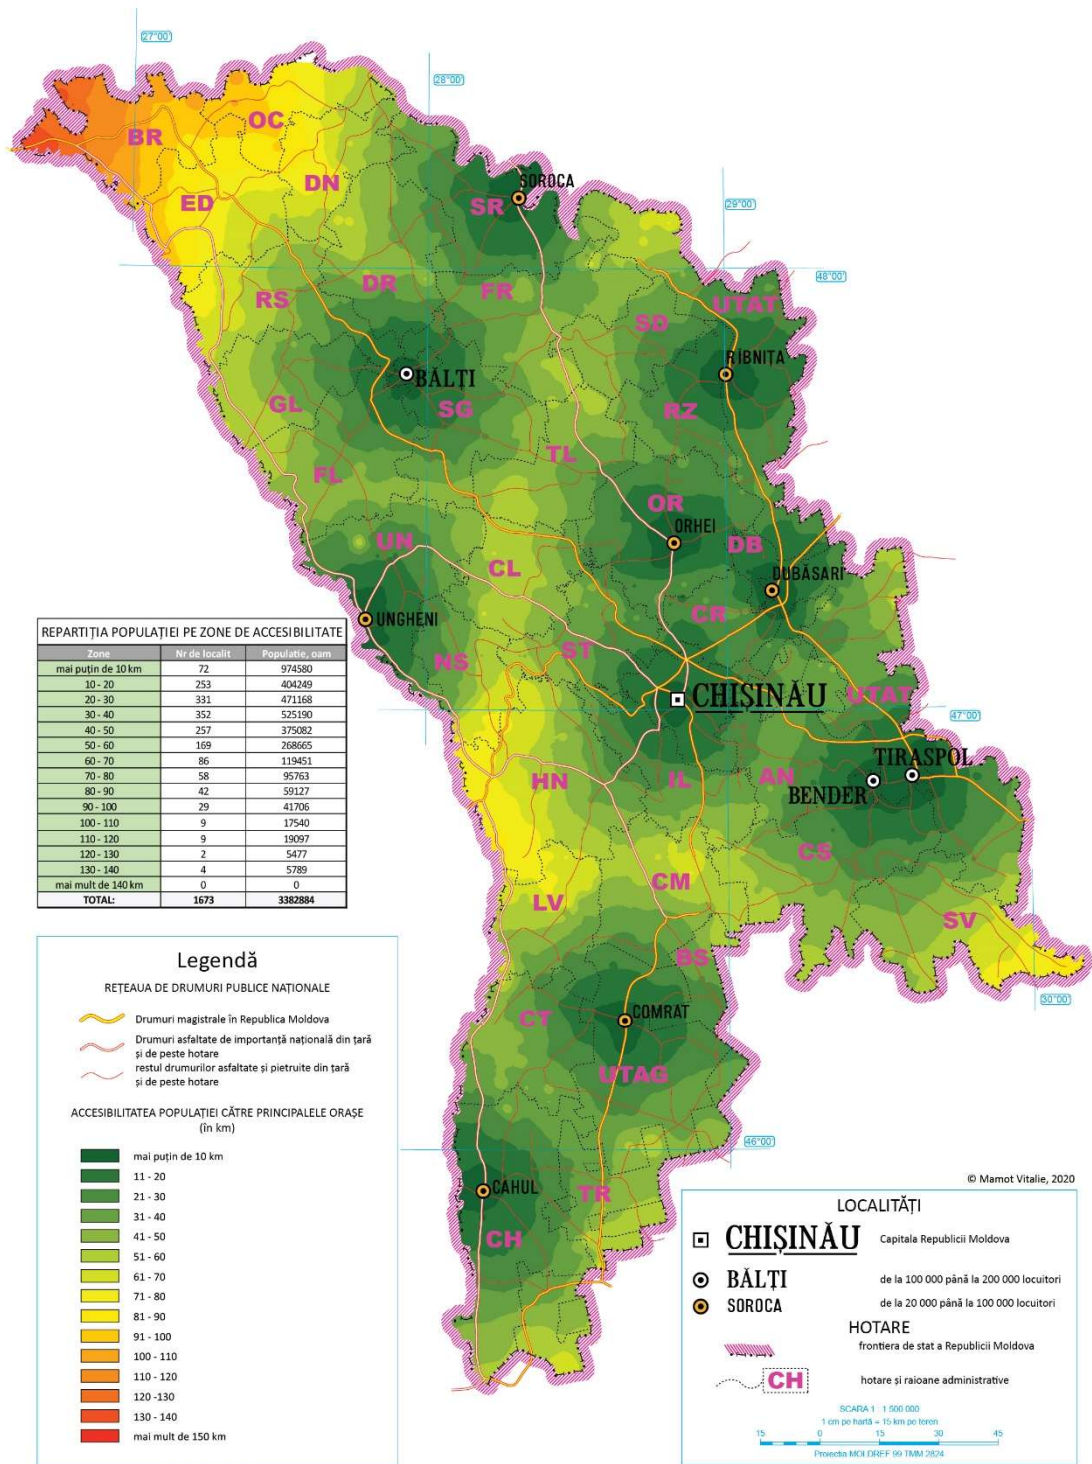 27°00'
28°00'
BR
OC
DN
ED
SR
SOROCA
29°00'
48°00'
DR
FR
RS
UTAT
SD
RÎBNIȚA
BĂLȚI
GL
SG
RZ
TL
FL
OR
ORHEI
UN
DB
CL
DUBĂSARI
UNGHENI
CR
NS
ST
CHIȘINĂU
UTAT
47°00'
TIRASPOL
HN
IL
AN
BENDER
CS
CM
LV
SV
BS
30°00'
COMRAT
CT
UTAG
46°00'
CAHUL
TR
CH
REPARTIȚIA POPULAȚIEI PE ZONE DE ACCESIBILITATE
Zone Nr de localit Populatie, oam
mai puțin de 10 km 72 974580
10 - 20 253 404249
20 - 30 331 471168
30 - 40 352 525190
40 - 50 257 375082
50 - 60 169 268665
60 - 70 86 119451
70 - 80 58 95763
80 - 90 42 59127
90 - 100 29 41706
100 - 110 9 17540
110 - 120 9 19097
120 - 130 2 5477
130 - 140 4 5789
mai mult de 140 km 0 0
TOTAL: 1673 3382884
Legendă
REȚEAUA DE DRUMURI PUBLICE NAȚIONALE
Drumuri magistrale în Republica Moldova
Drumuri asfaltate de importanță națională din țară
și de peste hotare
restul drumurilor asfaltate și pietruite din țară
și de peste hotare
ACCESIBILITATEA POPULAȚIEI CĂTRE PRINCIPALELE ORAȘE
(în km)
mai puțin de 10 km
11 - 20
21 - 30
31 - 40
41 - 50
51 - 60
61 - 70
71 - 80
81 - 90
91 - 100
100 - 110
110 - 120
120 -130
130 - 140
mai mult de 150 km
© Mamot Vitalie, 2020
LOCALITĂȚI
CHIȘINĂU Capitala Republicii Moldova
BĂLȚI de la 100 000 până la 200 000 locuitori
SOROCA de la 20 000 până la 100 000 locuitori
HOTARE
frontiera de stat a Republicii Moldova
CH hotare și raioane administrative
SCARA 1 : 1 500 000
1 cm pe hartă = 15 km pe teren
15 0 15 30 45
Proiecția MOLDREF 99 TMM 2824